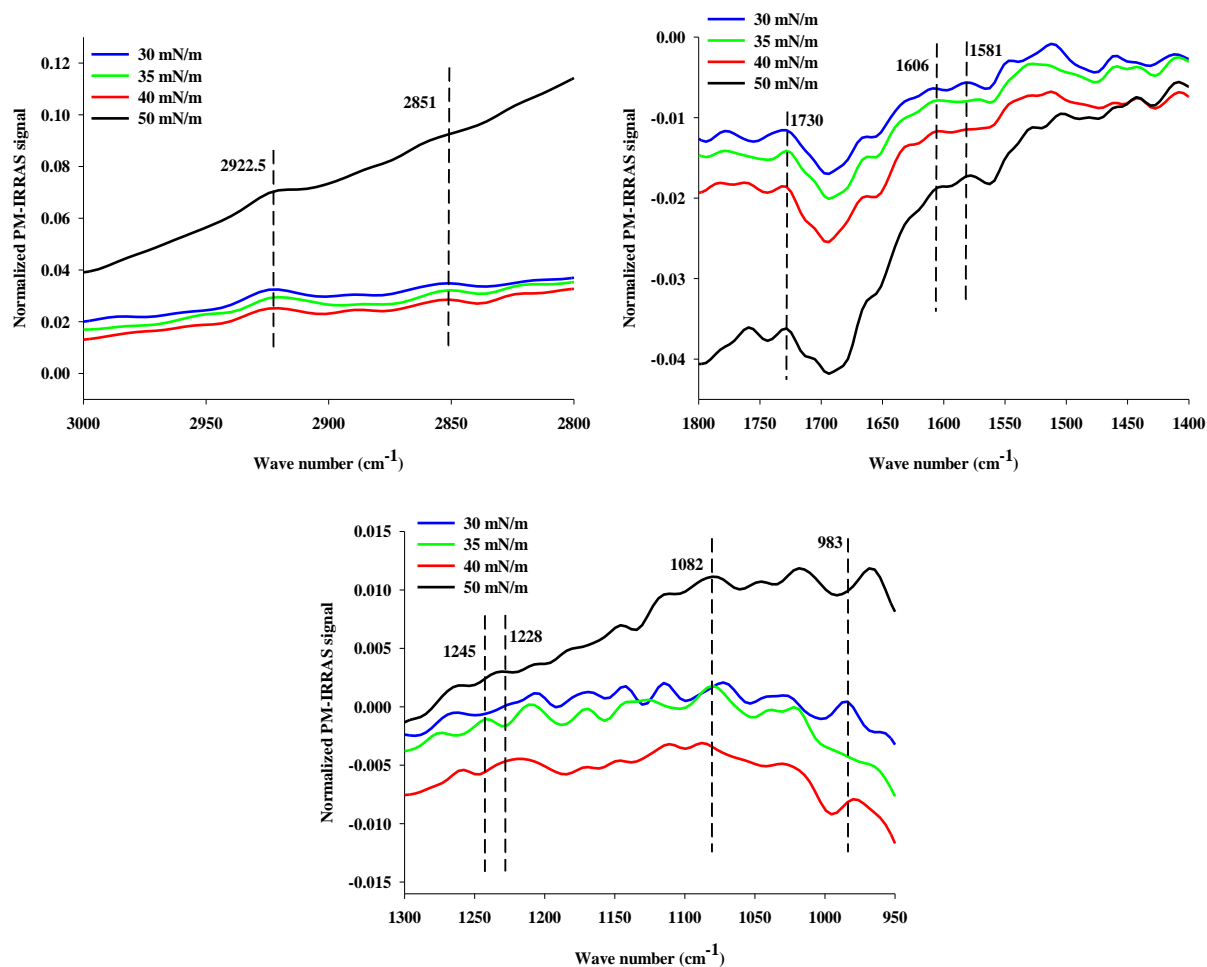 30 mN/m
35 mN/m
40 mN/m
50 mN/m
0.12
0.10
0.08
0.06
0.04
0.02
0.00
Normalized PM-IRRAS signal
2922.5
2851
3000 2950 2900 2850 2800
Wave number (cm-1)
30 mN/m
35 mN/m
40 mN/m
50 mN/m
0.00
-0.01
-0.02
-0.03
-0.04
Normalized PM-IRRAS signal
1730
1606
1581
1800 1750 1700 1650 1600 1550 1500 1450 1400
Wave number (cm-1)
30 mN/m
35 mN/m
40 mN/m
50 mN/m
0.015
0.010
0.005
0.000
-0.005
-0.010
-0.015
Normalized PM-IRRAS signal
1245
1228
1082
983
1300 1250 1200 1150 1100 1050 1000 950
Wave number (cm-1)